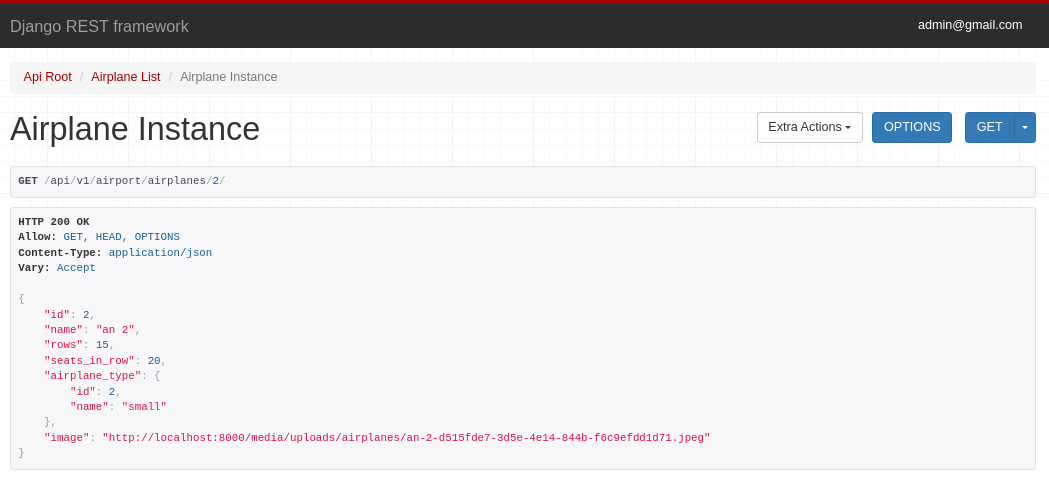 Django REST framework
admin@gmail.com
Api Root / Airplane List / Airplane Instance
Airplane Instance
Extra Actions
OPTIONS
GET
GET /api/v1/airport/airplanes/2/
HTTP 200 OK
Allow: GET, HEAD, OPTIONS
Content-Type: application/json
Vary: Accept
{
    "id": 2,
    "name": "an 2",
    "rows": 15,
    "seats_in_row": 20,
    "airplane_type": {
        "id": 2,
        "name": "small"
    },
    "image": "http://localhost:8000/media/uploads/airplanes/an-2-d515fde7-3d5e-4e14-844b-f6c9efdd1d71.jpeg"
}